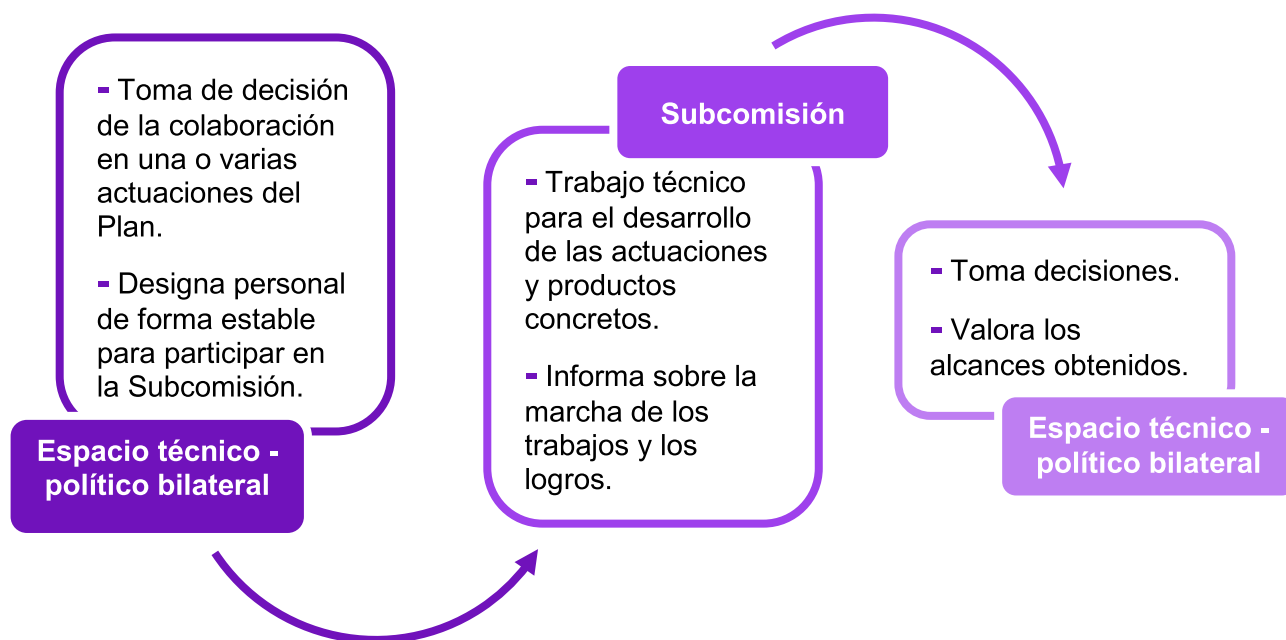 - Toma de decisión
de la colaboración
en una o varias
actuaciones del
Plan.
- Designa personal
de forma estable
para participar en
la Subcomisión.
Espacio técnico -
político bilateral
Subcomisión
- Trabajo técnico
para el desarrollo
de las actuaciones
y productos
concretos.
- Informa sobre la
marcha de los
trabajos y los
logros.
- Toma decisiones.
- Valora los
alcances obtenidos.
Espacio técnico -
político bilateral